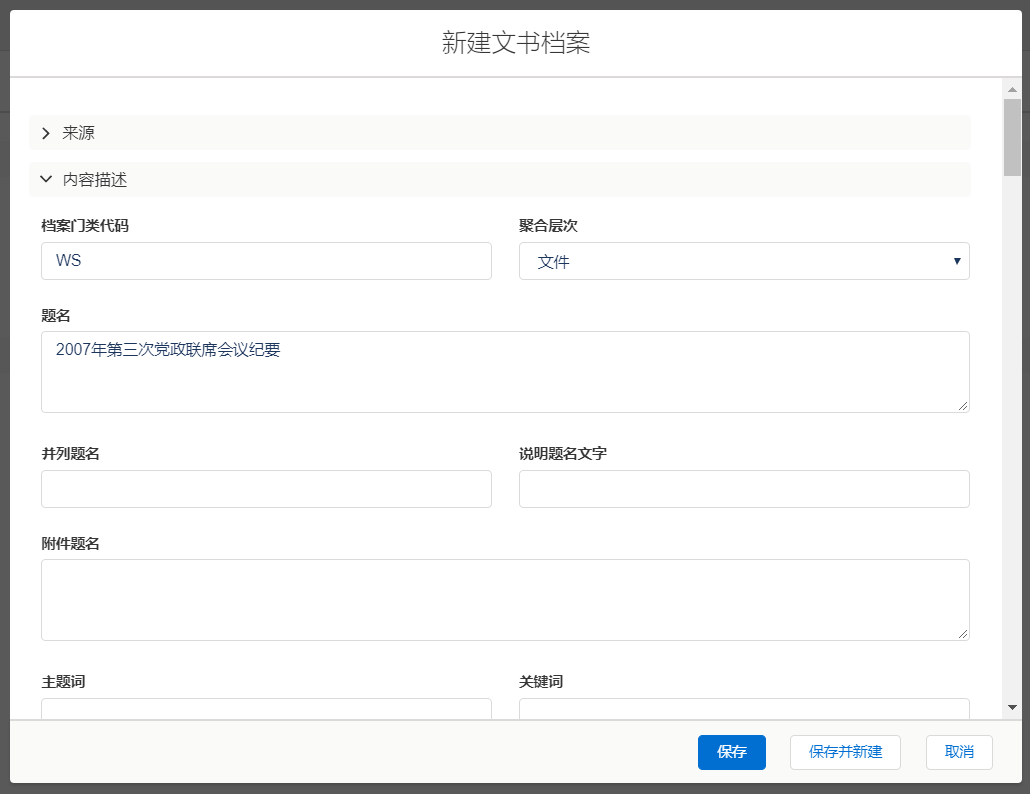 新建文书档案
来源
内容描述
档案门类代码
聚合层次
WS
文件
题名
2007年第三次党政联席会议纪要
并列题名
说明题名文字
附件题名
主题词
关键词
保存
保存并新建
取消